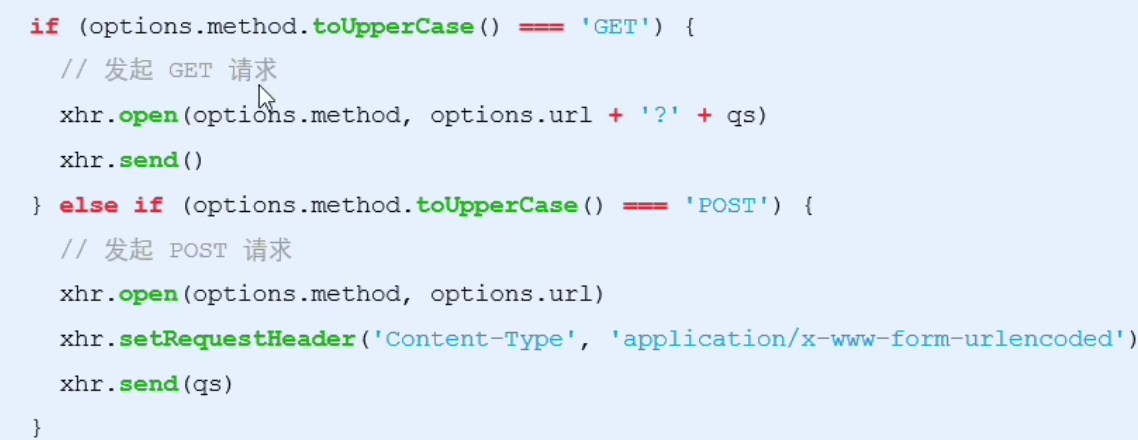 if (options.method.toUpperCase() === 'GET') {
// 发起 GET 请求
xhr.open(options.method, options.url + '?' + qs)
xhr.send()
} else if (options.method.toUpperCase() === 'POST') {
// 发起 POST 请求
xhr.open(options.method, options.url)
xhr.setRequestHeader('Content-Type', 'application/x-www-form-urlencoded')
xhr.send(qs)
}